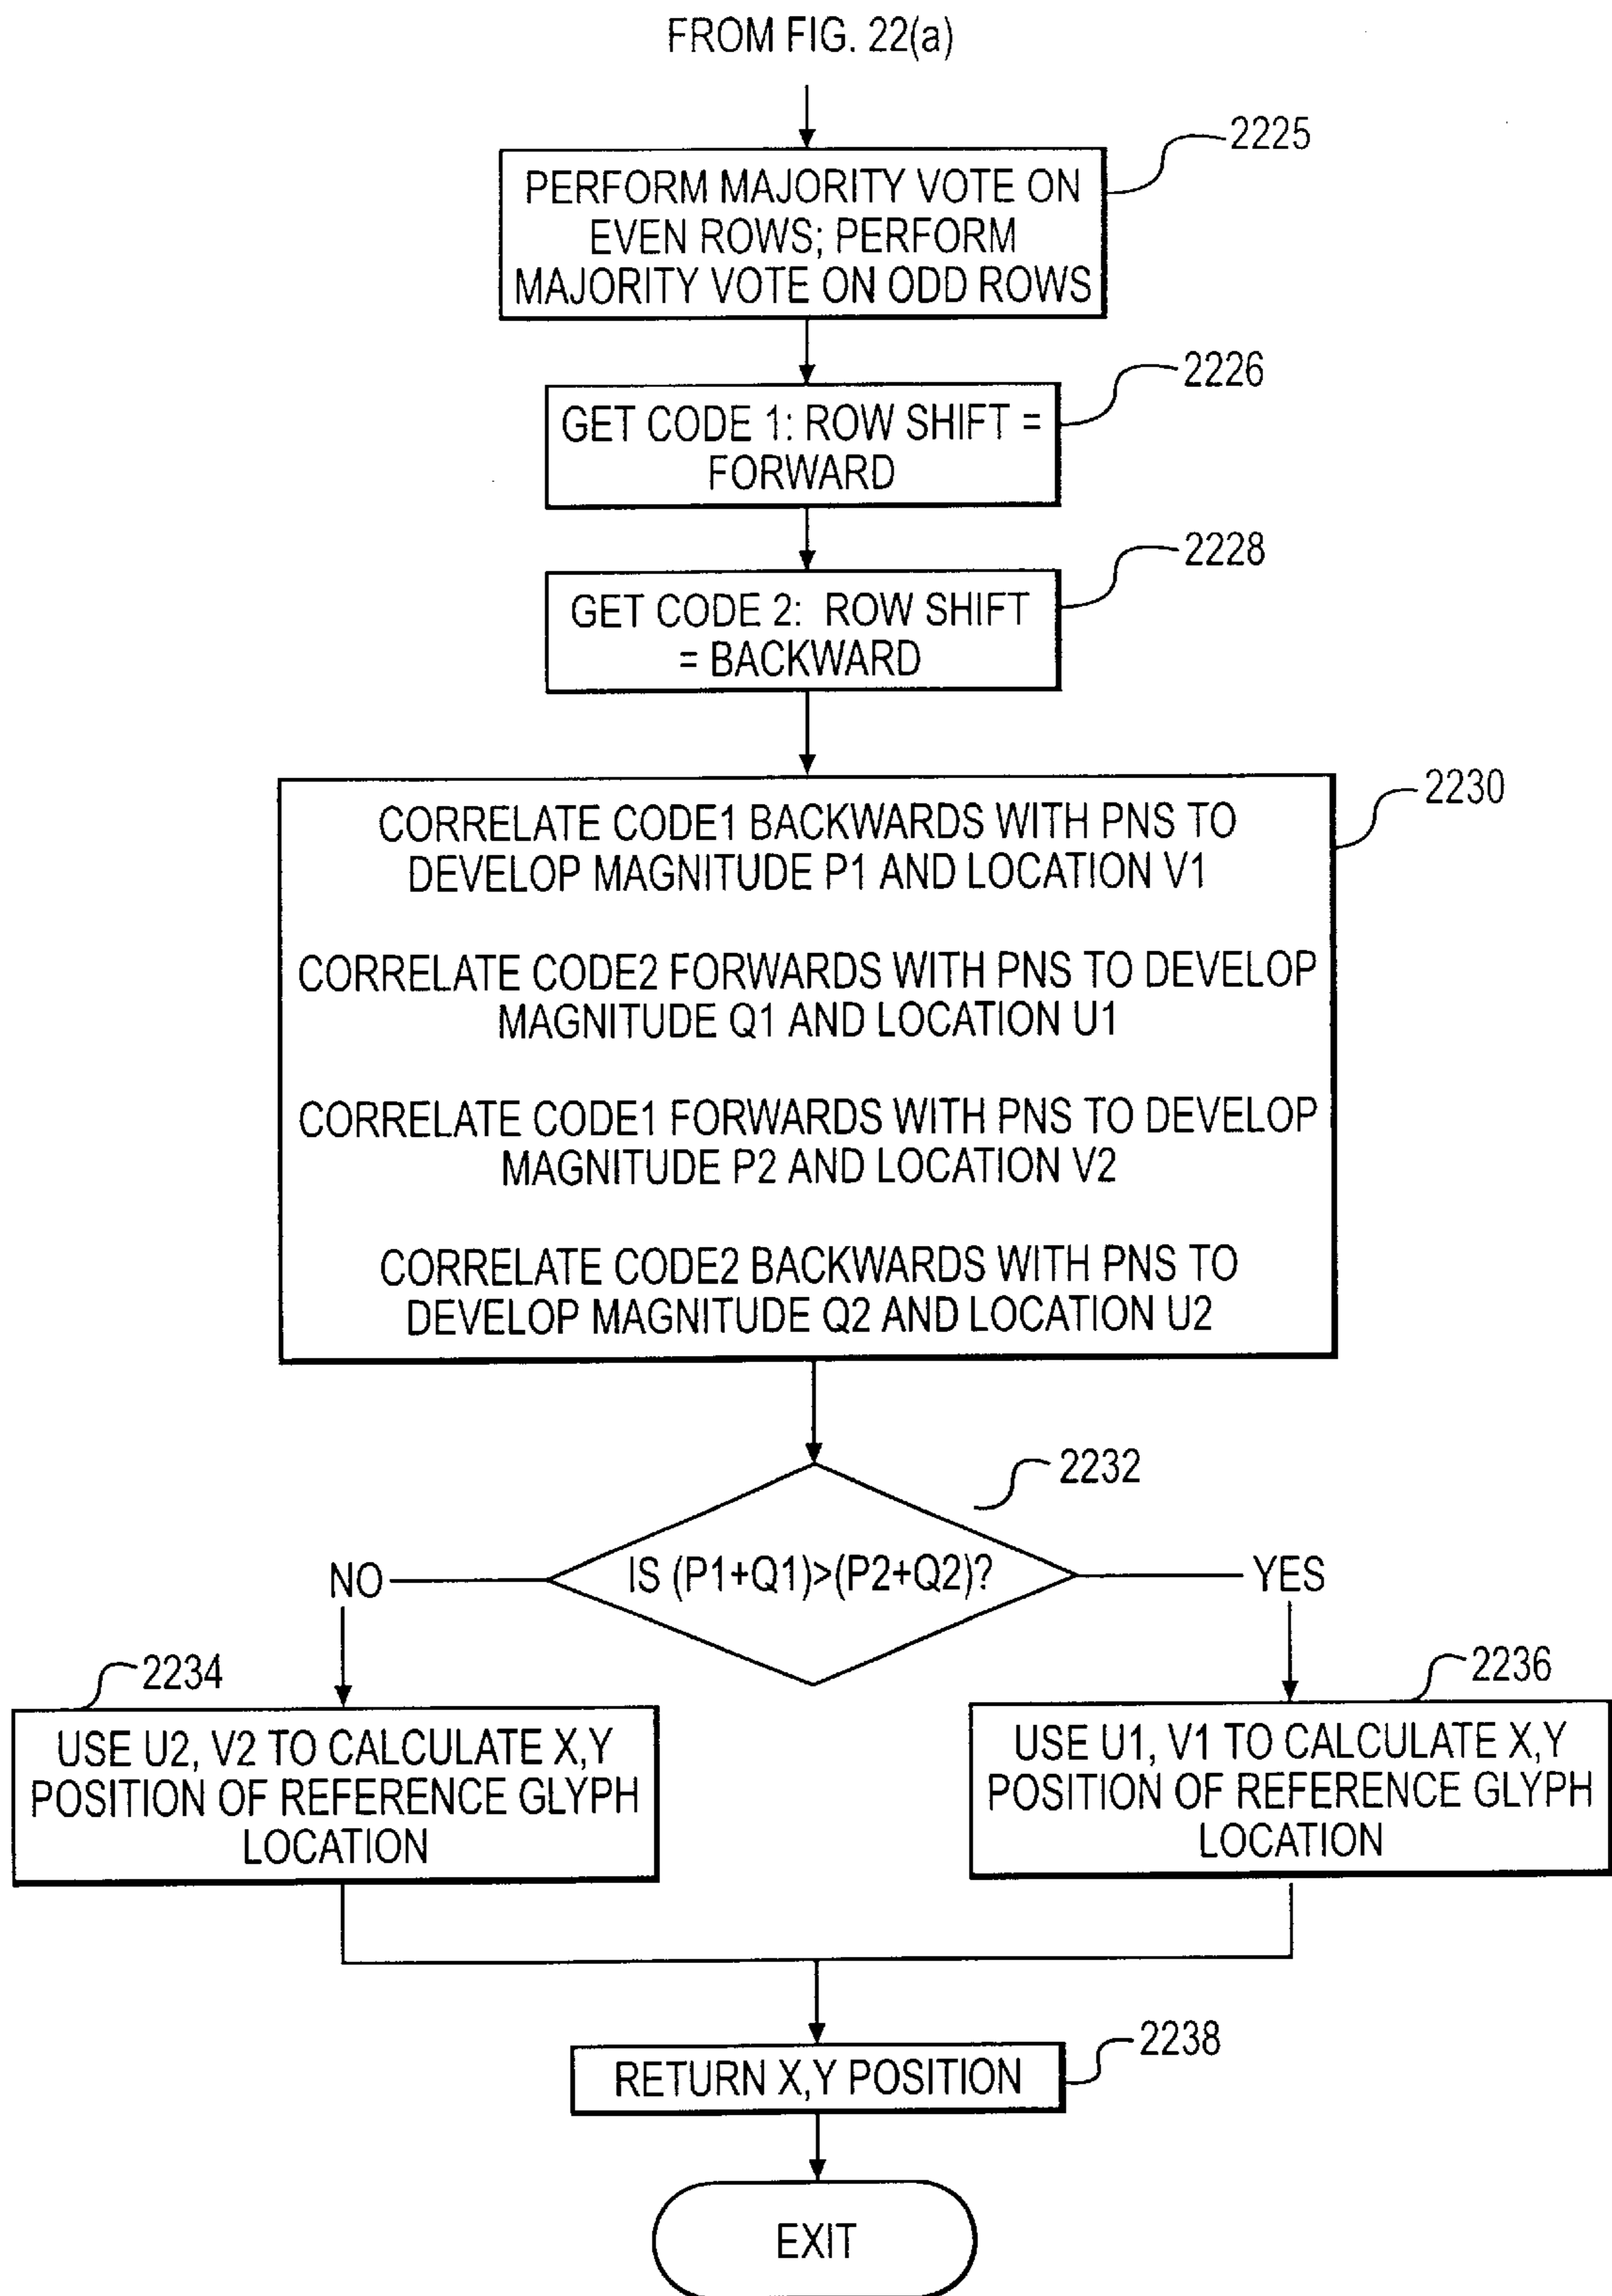 FROM FIG. 22(a)
2225
PERFORM MAJORITY VOTE ON
EVEN ROWS; PERFORM
MAJORITY VOTE ON ODD ROWS
2226
GET CODE 1: ROW SHIFT =
FORWARD
2228
GET CODE 2: ROW SHIFT
= BACKWARD
2230
CORRELATE CODE1 BACKWARDS WITH PNS TO
DEVELOP MAGNITUDE P1 AND LOCATION V1
CORRELATE CODE2 FORWARDS WITH PNS TO DEVELOP
MAGNITUDE Q1 AND LOCATION U1
CORRELATE CODE1 FORWARDS WITH PNS TO DEVELOP
MAGNITUDE P2 AND LOCATION V2
CORRELATE CODE2 BACKWARDS WITH PNS TO
DEVELOP MAGNITUDE Q2 AND LOCATION U2
2232
IS (P1+Q1)>(P2+Q2)?
NO
YES
2234
USE U2, V2 TO CALCULATE X,Y
POSITION OF REFERENCE GLYPH
LOCATION
2236
USE U1, V1 TO CALCULATE X,Y
POSITION OF REFERENCE GLYPH
LOCATION
2238
RETURN X,Y POSITION
EXIT